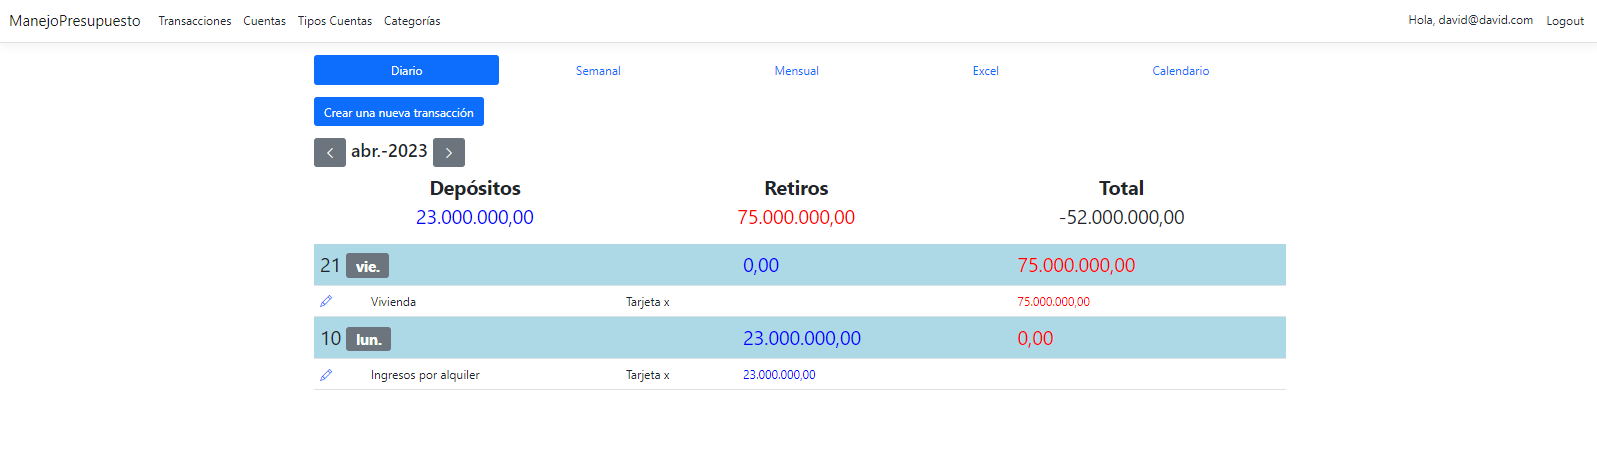 ManejoPresupuesto Transacciones Cuentas Tipos Cuentas Categorías Hola, david@david.com Logout
Diario Semanal Mensual Excel Calendario
Crear una nueva transacción
abr.-2023
Depósitos Retiros Total
23.000.000,00 75.000.000,00 -52.000.000,00
21 vie. 0,00 75.000.000,00
Vivienda Tarjeta x 75.000.000,00
10 lun. 23.000.000,00 0,00
Ingresos por alquiler Tarjeta x 23.000.000,00